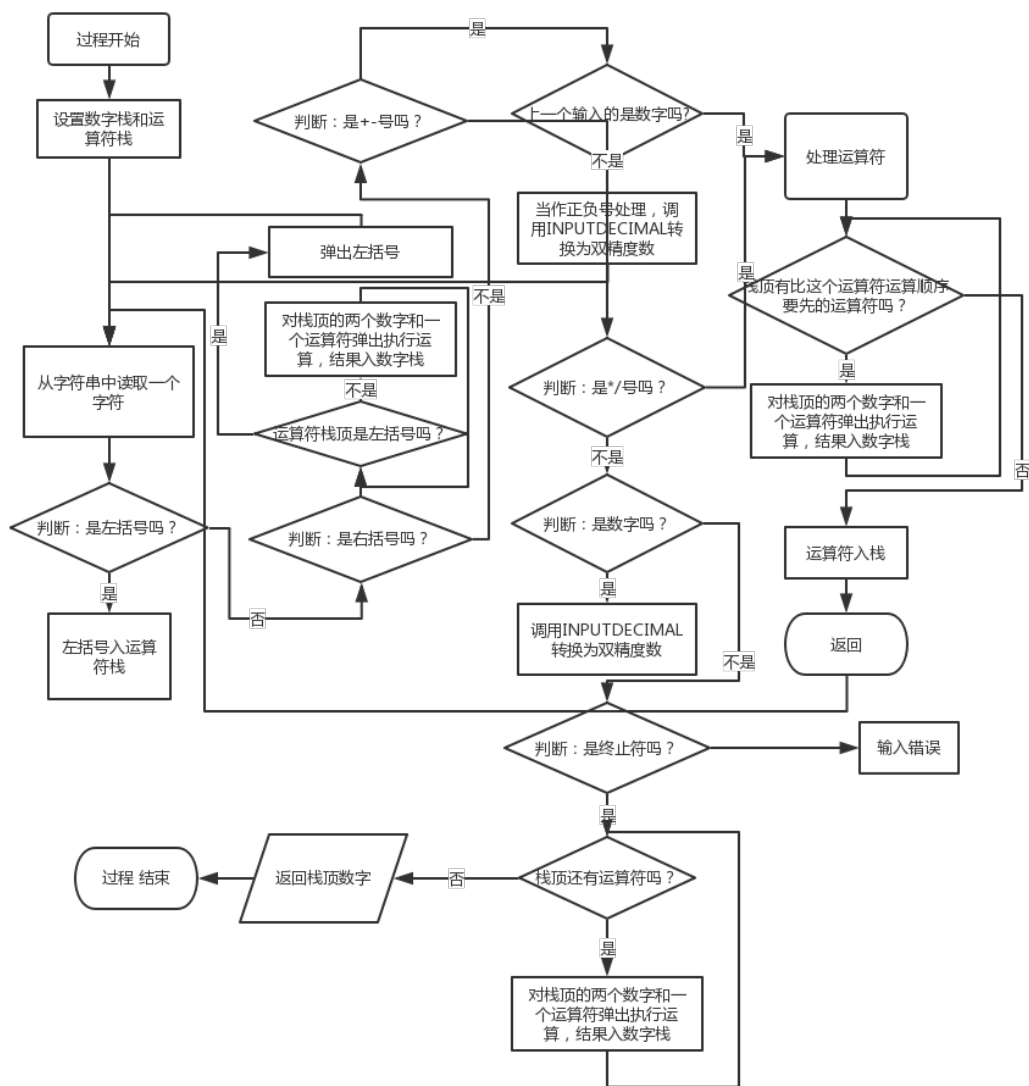 过程开始
设置数字栈和运
算符栈
是
判断：是+-号吗？
上一个输入的是数字吗？
是
处理运算符
不是
当作正负号处理，调
用INPUTDECIMAL转
换为双精度数
弹出左括号
不是
是
栈顶有比这个运算符运算顺序
要先的运算符吗？
是
对栈顶的两个数字和一
个运算符弹出执行运
算，结果入数字栈
从字符串中读取一个
字符
不是
判断：是*/号吗？
是
对栈顶的两个数字和一
个运算符弹出执行运
算，结果入数字栈
运算符栈顶是左括号吗？
不是
否
判断：是左括号吗？
判断：是右括号吗？
判断：是数字吗？
运算符入栈
是
否
是
左括号入运算
符栈
调用INPUTDECIMAL
转换为双精度数
不是
返回
判断：是终止符吗？
输入错误
是
过程 结束
返回栈顶数字
否
栈顶还有运算符吗？
是
对栈顶的两个数字和一
个运算符弹出执行运
算，结果入数字栈